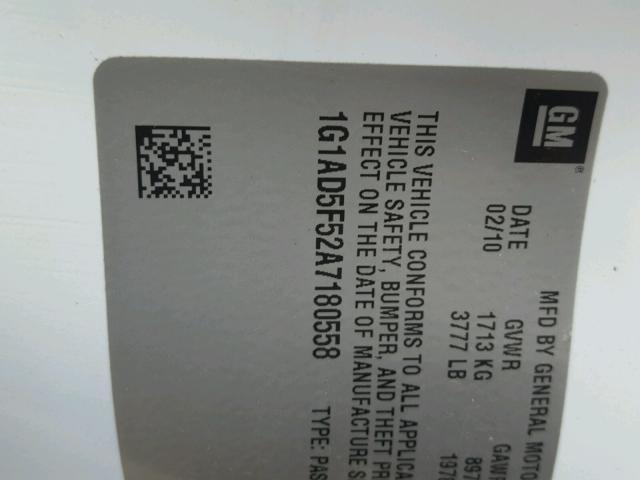 GM ®
MFD BY GENERAL MOTO
DATE GVWR GAW
02/10 1713 KG 897
3777 LB 197
THIS VEHICLE CONFORMS TO ALL APPLICA
VEHICLE SAFETY, BUMPER, AND THEFT PR
EFFECT ON THE DATE OF MANUFACTURE S
1G1AD5F52A7180558 TYPE: PAS